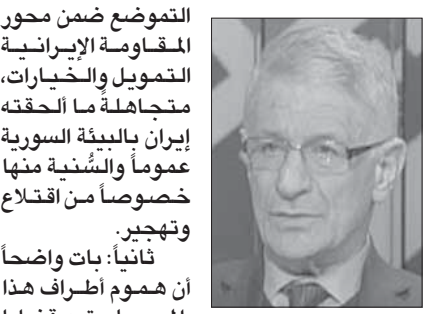 التموضع ضمن محور
المقاومة الإيرانية
التمويل والخيارات،
متجاهلةً ما ألحقته
إيران بالبيئة السورية
عموماً والسُّنية منها
خصوصاً من اقتلاع
وتهجير.
ثانياً: بات واضحاً
أن هموم أطراف هذا